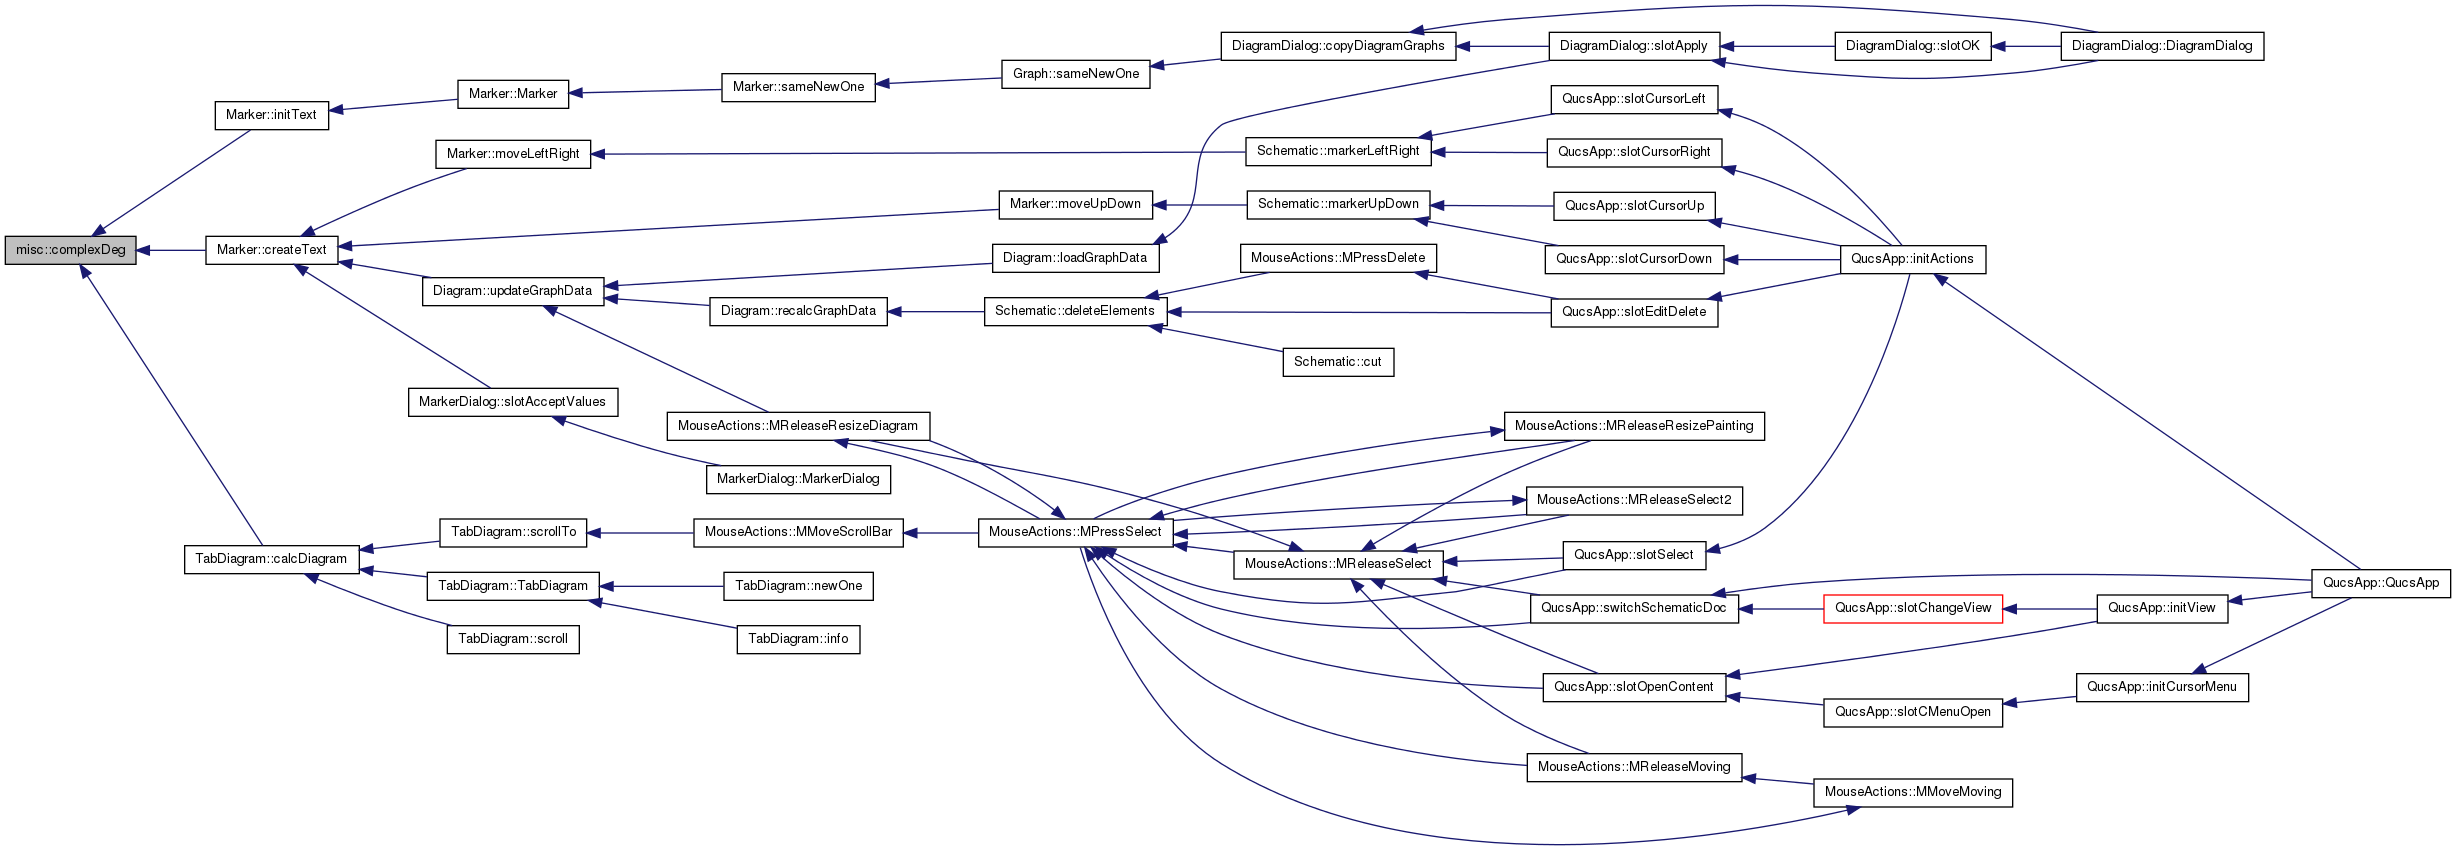 misc::complexDeg
Marker::initText
Marker::Marker
Marker::sameNewOne
Graph::sameNewOne
DiagramDialog::copyDiagramGraphs
DiagramDialog::slotApply
DiagramDialog::slotOK
DiagramDialog::DiagramDialog
Marker::createText
Marker::moveLeftRight
Schematic::markerLeftRight
QucsApp::slotCursorLeft
QucsApp::slotCursorRight
Marker::moveUpDown
Schematic::markerUpDown
QucsApp::slotCursorUp
QucsApp::slotCursorDown
QucsApp::initActions
Diagram::updateGraphData
Diagram::loadGraphData
Diagram::recalcGraphData
Schematic::deleteElements
MouseActions::MPressDelete
QucsApp::slotEditDelete
Schematic::cut
MarkerDialog::slotAcceptValues
MarkerDialog::MarkerDialog
MouseActions::MReleaseResizeDiagram
MouseActions::MReleaseResizePainting
MouseActions::MReleaseSelect2
TabDiagram::calcDiagram
TabDiagram::scrollTo
MouseActions::MMoveScrollBar
MouseActions::MPressSelect
MouseActions::MReleaseSelect
QucsApp::slotSelect
TabDiagram::TabDiagram
TabDiagram::newOne
TabDiagram::info
TabDiagram::scroll
QucsApp::switchSchematicDoc
QucsApp::slotChangeView
QucsApp::initView
QucsApp::QucsApp
QucsApp::slotOpenContent
QucsApp::slotCMenuOpen
QucsApp::initCursorMenu
MouseActions::MReleaseMoving
MouseActions::MMoveMoving